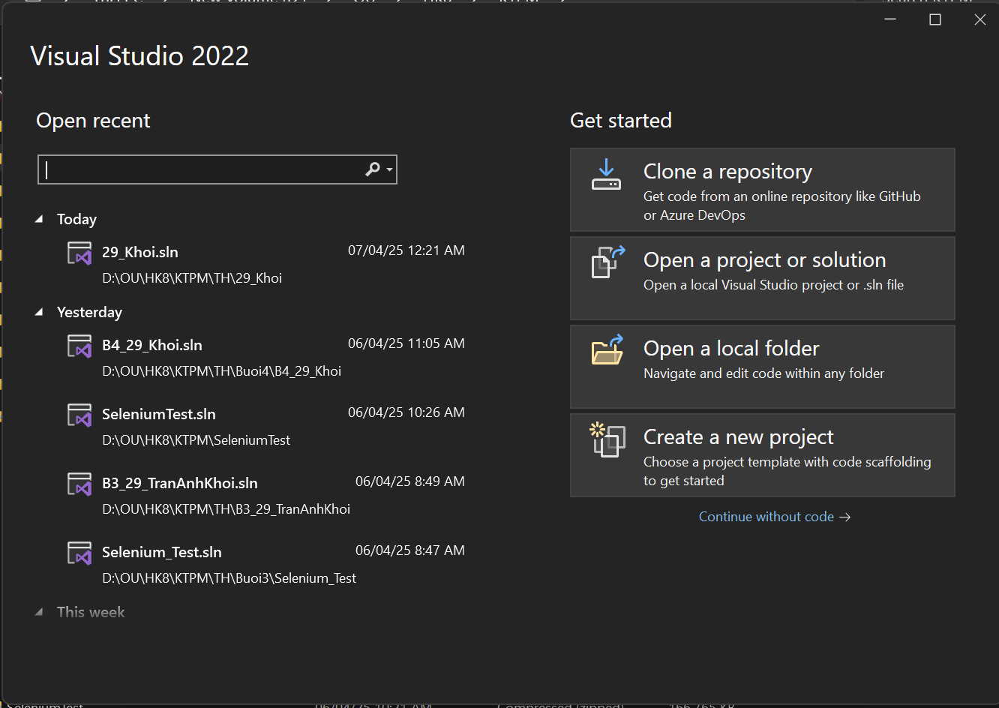 Visual Studio 2022
Open recent
Today
29_Khoi.sln 07/04/25 12:21 AM
D:\OU\HK8\KTPM\TH\29_Khoi
Yesterday
B4_29_Khoi.sln 06/04/25 11:05 AM
D:\OU\HK8\KTPM\TH\Buoi4\B4_29_Khoi
SeleniumTest.sln 06/04/25 10:26 AM
D:\OU\HK8\KTPM\SeleniumTest
B3_29_TranAnhKhoi.sln 06/04/25 8:49 AM
D:\OU\HK8\KTPM\TH\B3_29_TranAnhKhoi
Selenium_Test.sln 06/04/25 8:47 AM
D:\OU\HK8\KTPM\TH\Buoi3\Selenium_Test
This week
Get started
Clone a repository
Get code from an online repository like GitHub
or Azure DevOps
Open a project or solution
Open a local Visual Studio project or .sln file
Open a local folder
Navigate and edit code within any folder
Create a new project
Choose a project template with code scaffolding
to get started
Continue without code →
SeleniumTest Compressed (zipped)